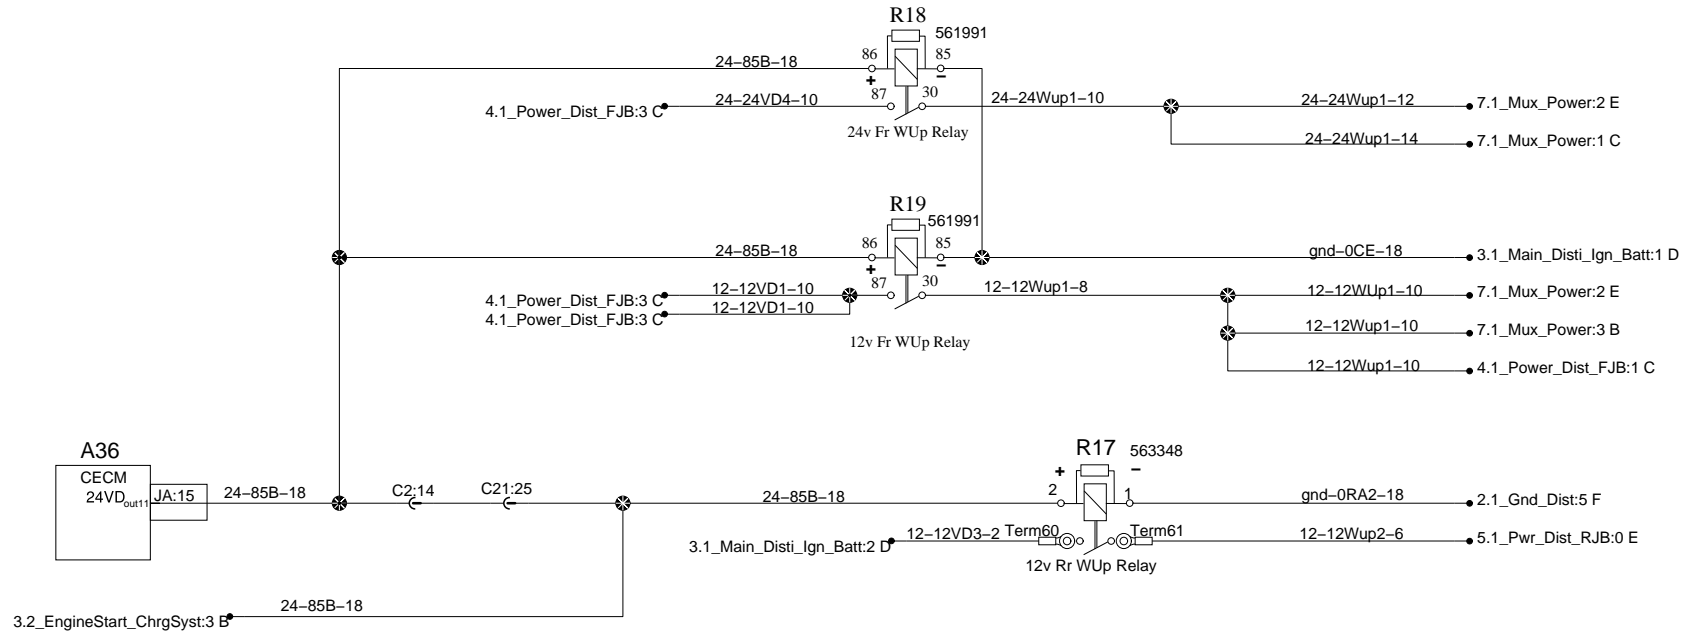 R18
561991
86
85
24–85B–18
+
–
87
30
24–24VD4–10
24–24Wup1–10
24–24Wup1–12
7.1_Mux_Power:2 E
4.1_Power_Dist_FJB:3 C
24v Fr WUp Relay
24–24Wup1–14
7.1_Mux_Power:1 C
R19
561991
86
85
24–85B–18
gnd–0CE–18
3.1_Main_Disti_Ign_Batt:1 D
+
–
87
30
12–12VD1–10
12–12Wup1–8
12–12WUp1–10
7.1_Mux_Power:2 E
4.1_Power_Dist_FJB:3 C
12–12VD1–10
4.1_Power_Dist_FJB:3 C
12–12Wup1–10
7.1_Mux_Power:3 B
12v Fr WUp Relay
12–12Wup1–10
4.1_Power_Dist_FJB:1 C
A36
R17
563348
CECM
+
–
24VD out11
JA:15
24–85B–18
C2:14
C21:25
24–85B–18
2
1
gnd–0RA2–18
2.1_Gnd_Dist:5 F
12–12VD3–2
Term60
Term61
12–12Wup2–6
5.1_Pwr_Dist_RJB:0 E
3.1_Main_Disti_Ign_Batt:2 D
12v Rr WUp Relay
24–85B–18
3.2_EngineStart_ChrgSyst:3 B